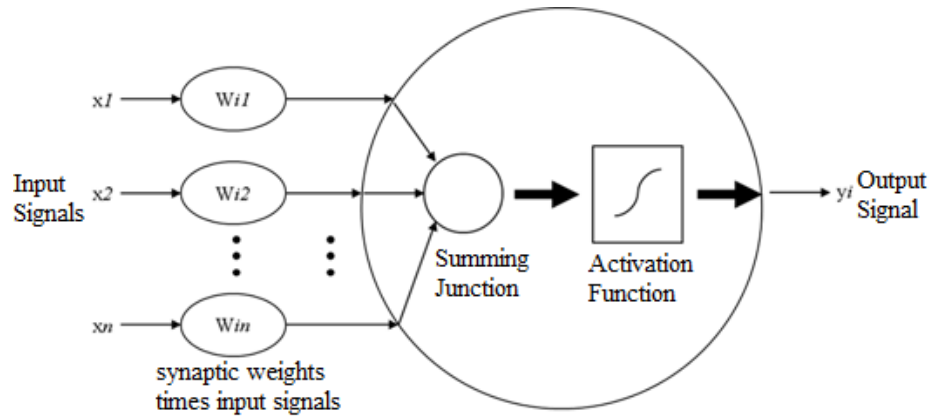 x1
Wi1
Input
Signals
x2
Wi2
yi
Output
Signal
Summing
Junction
Activation
Function
xn
Win
synaptic weights
times input signals